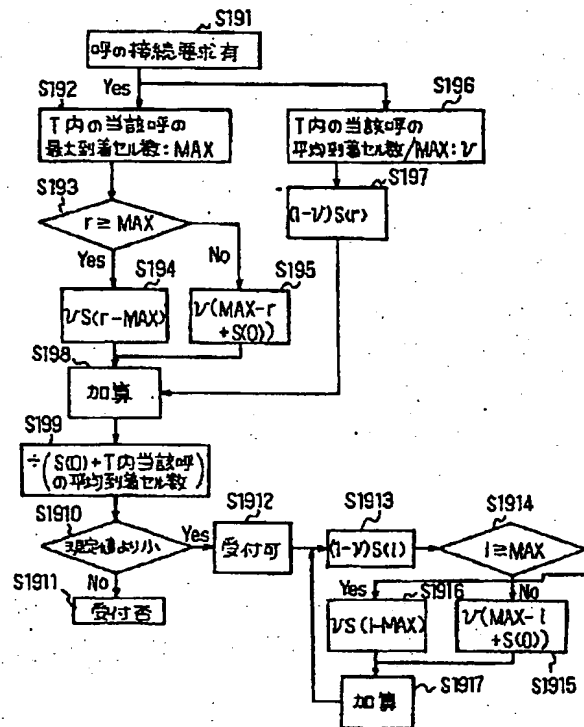 S191
呼の接続要求有
Yes
S192
T内の当該呼の
最大到着セル数:MAX
S196
T内の当該呼の
平均到着セル数/MAX:ν
S193
r≧MAX
S197
(1-ν)S(r)
Yes
No
S194
νS(r-MAX)
S195
ν(MAX-r
+S(0))
S198
加算
S199
÷(S(0)+T内当該呼
の平均到着セル数)
S1910
規定値より小
Yes
No
S1911
受付否
S1912
受付可
S1913
(1-ν)S(i)
S1914
i≧MAX
Yes
No
S1916
νS(i-MAX)
ν(MAX-i
+S(0))
S1915
加算
S1917